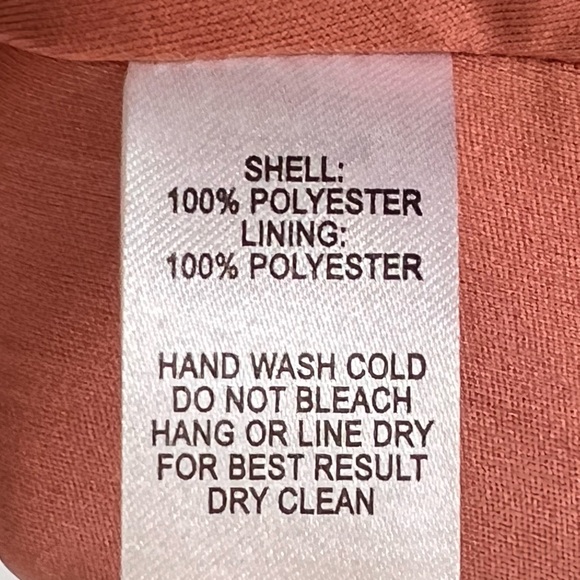 SHELL:
100% POLYESTER
LINING:
100% POLYESTER
HAND WASH COLD
DO NOT BLEACH
HANG OR LINE DRY
FOR BEST RESULT
DRY CLEAN